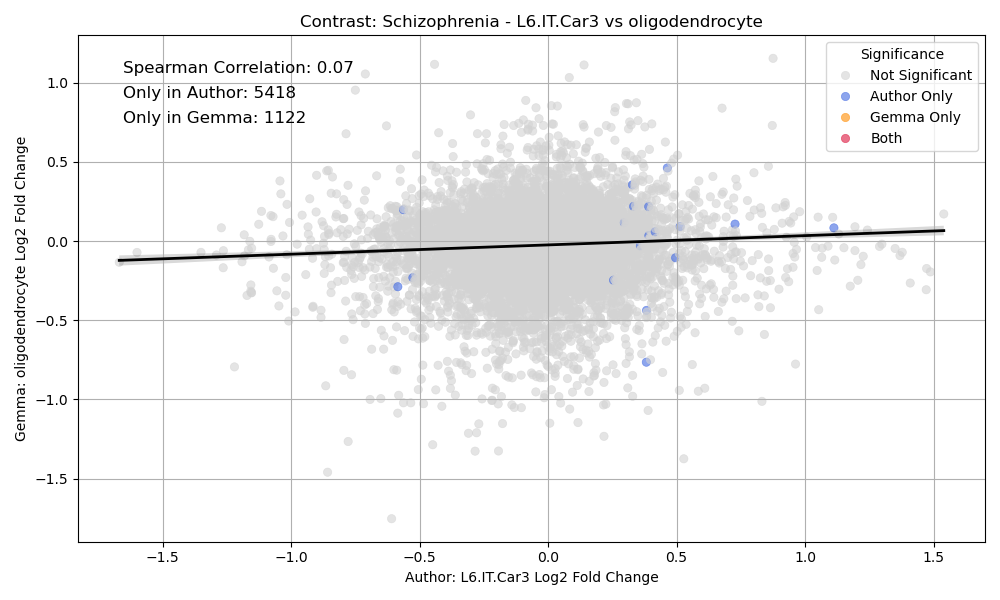 Contrast: Schizophrenia - L6.IT.Car3 vs oligodendrocyte
Spearman Correlation: 0.07
Only in Author: 5418
Only in Gemma: 1122
Significance
Not Significant
Author Only
Gemma Only
Both
Gemma: oligodendrocyte Log2 Fold Change
1.0
0.5
0.0
−0.5
−1.0
−1.5
−1.5
−1.0
−0.5
0.0
0.5
1.0
1.5
Author: L6.IT.Car3 Log2 Fold Change